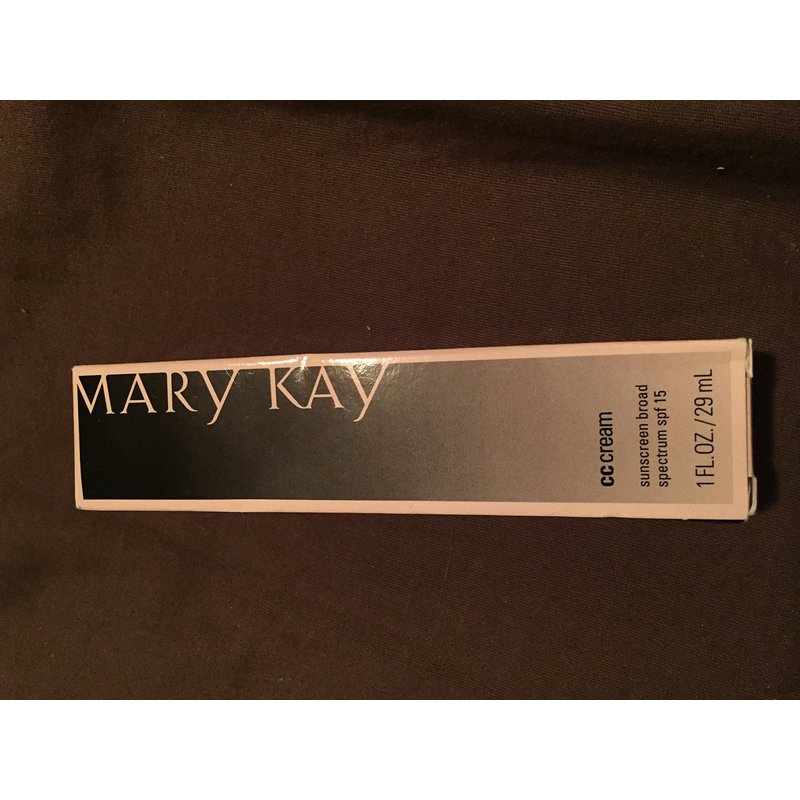 MARY KAY
cc cream
sunscreen broad
spectrum spf 15
1 FL.OZ./29 mL